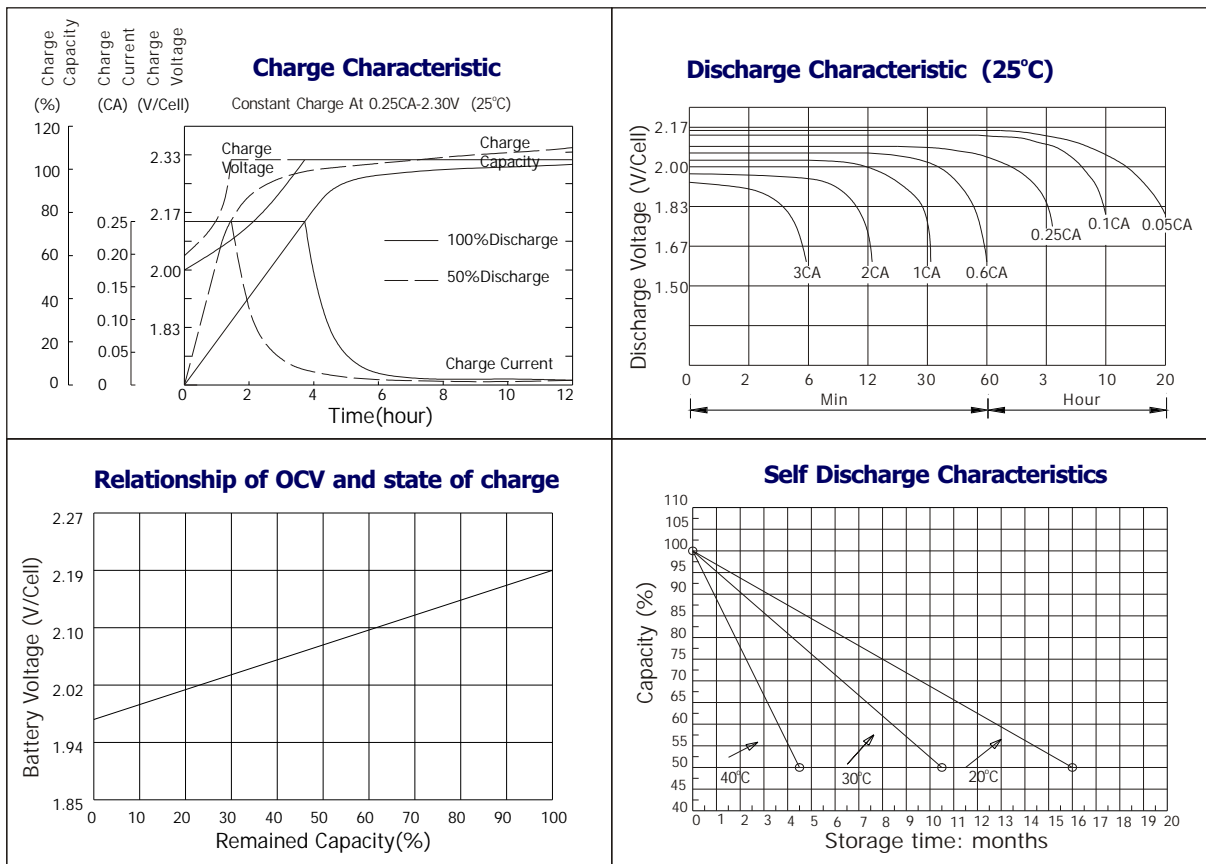 Charge Capacity
Charge Current
Charge Voltage
(%)
(CA)
(V/Cell)
Charge Characteristic
Constant Charge At 0.25CA-2.30V (25°C)
120
100
80
60
40
20
0
0.25
0.20
0.15
0.10
0.05
0
2.33
2.17
2.00
1.83
Charge Voltage
Charge Capacity
100%Discharge
50%Discharge
Charge Current
0 2 4 6 8 10 12
Time(hour)
Discharge Characteristic (25°C)
Discharge Voltage (V/Cell)
2.17
2.00
1.83
1.67
1.50
3CA
2CA
1CA
0.6CA
0.25CA
0.1CA
0.05CA
0 2 6 12 30 60 3 10 20
Min
Hour
Relationship of OCV and state of charge
Battery Voltage (V/Cell)
2.27
2.19
2.10
2.02
1.94
1.85
0 10 20 30 40 50 60 70 80 90 100
Remained Capacity(%)
Self Discharge Characteristics
Capacity (%)
110
105
100
95
90
85
80
75
70
65
60
55
50
45
40
40°C
30°C
20°C
0 1 2 3 4 5 6 7 8 9 10 11 12 13 14 15 16 17 18 19 20
Storage time: months